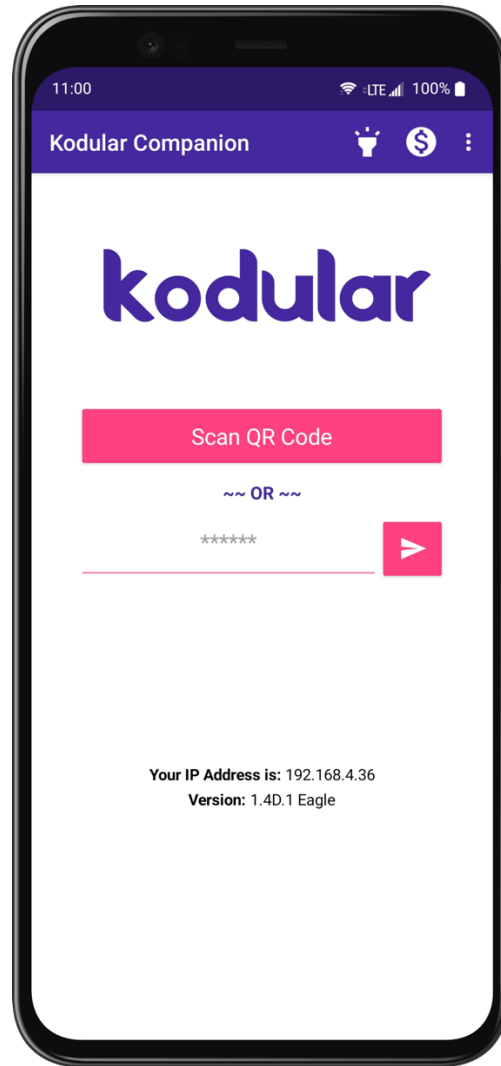 11:00 LTE 100%
Kodular Companion
kodular
Scan QR Code
~~ OR ~~
******
Your IP Address is: 192.168.4.36
Version: 1.4D.1 Eagle